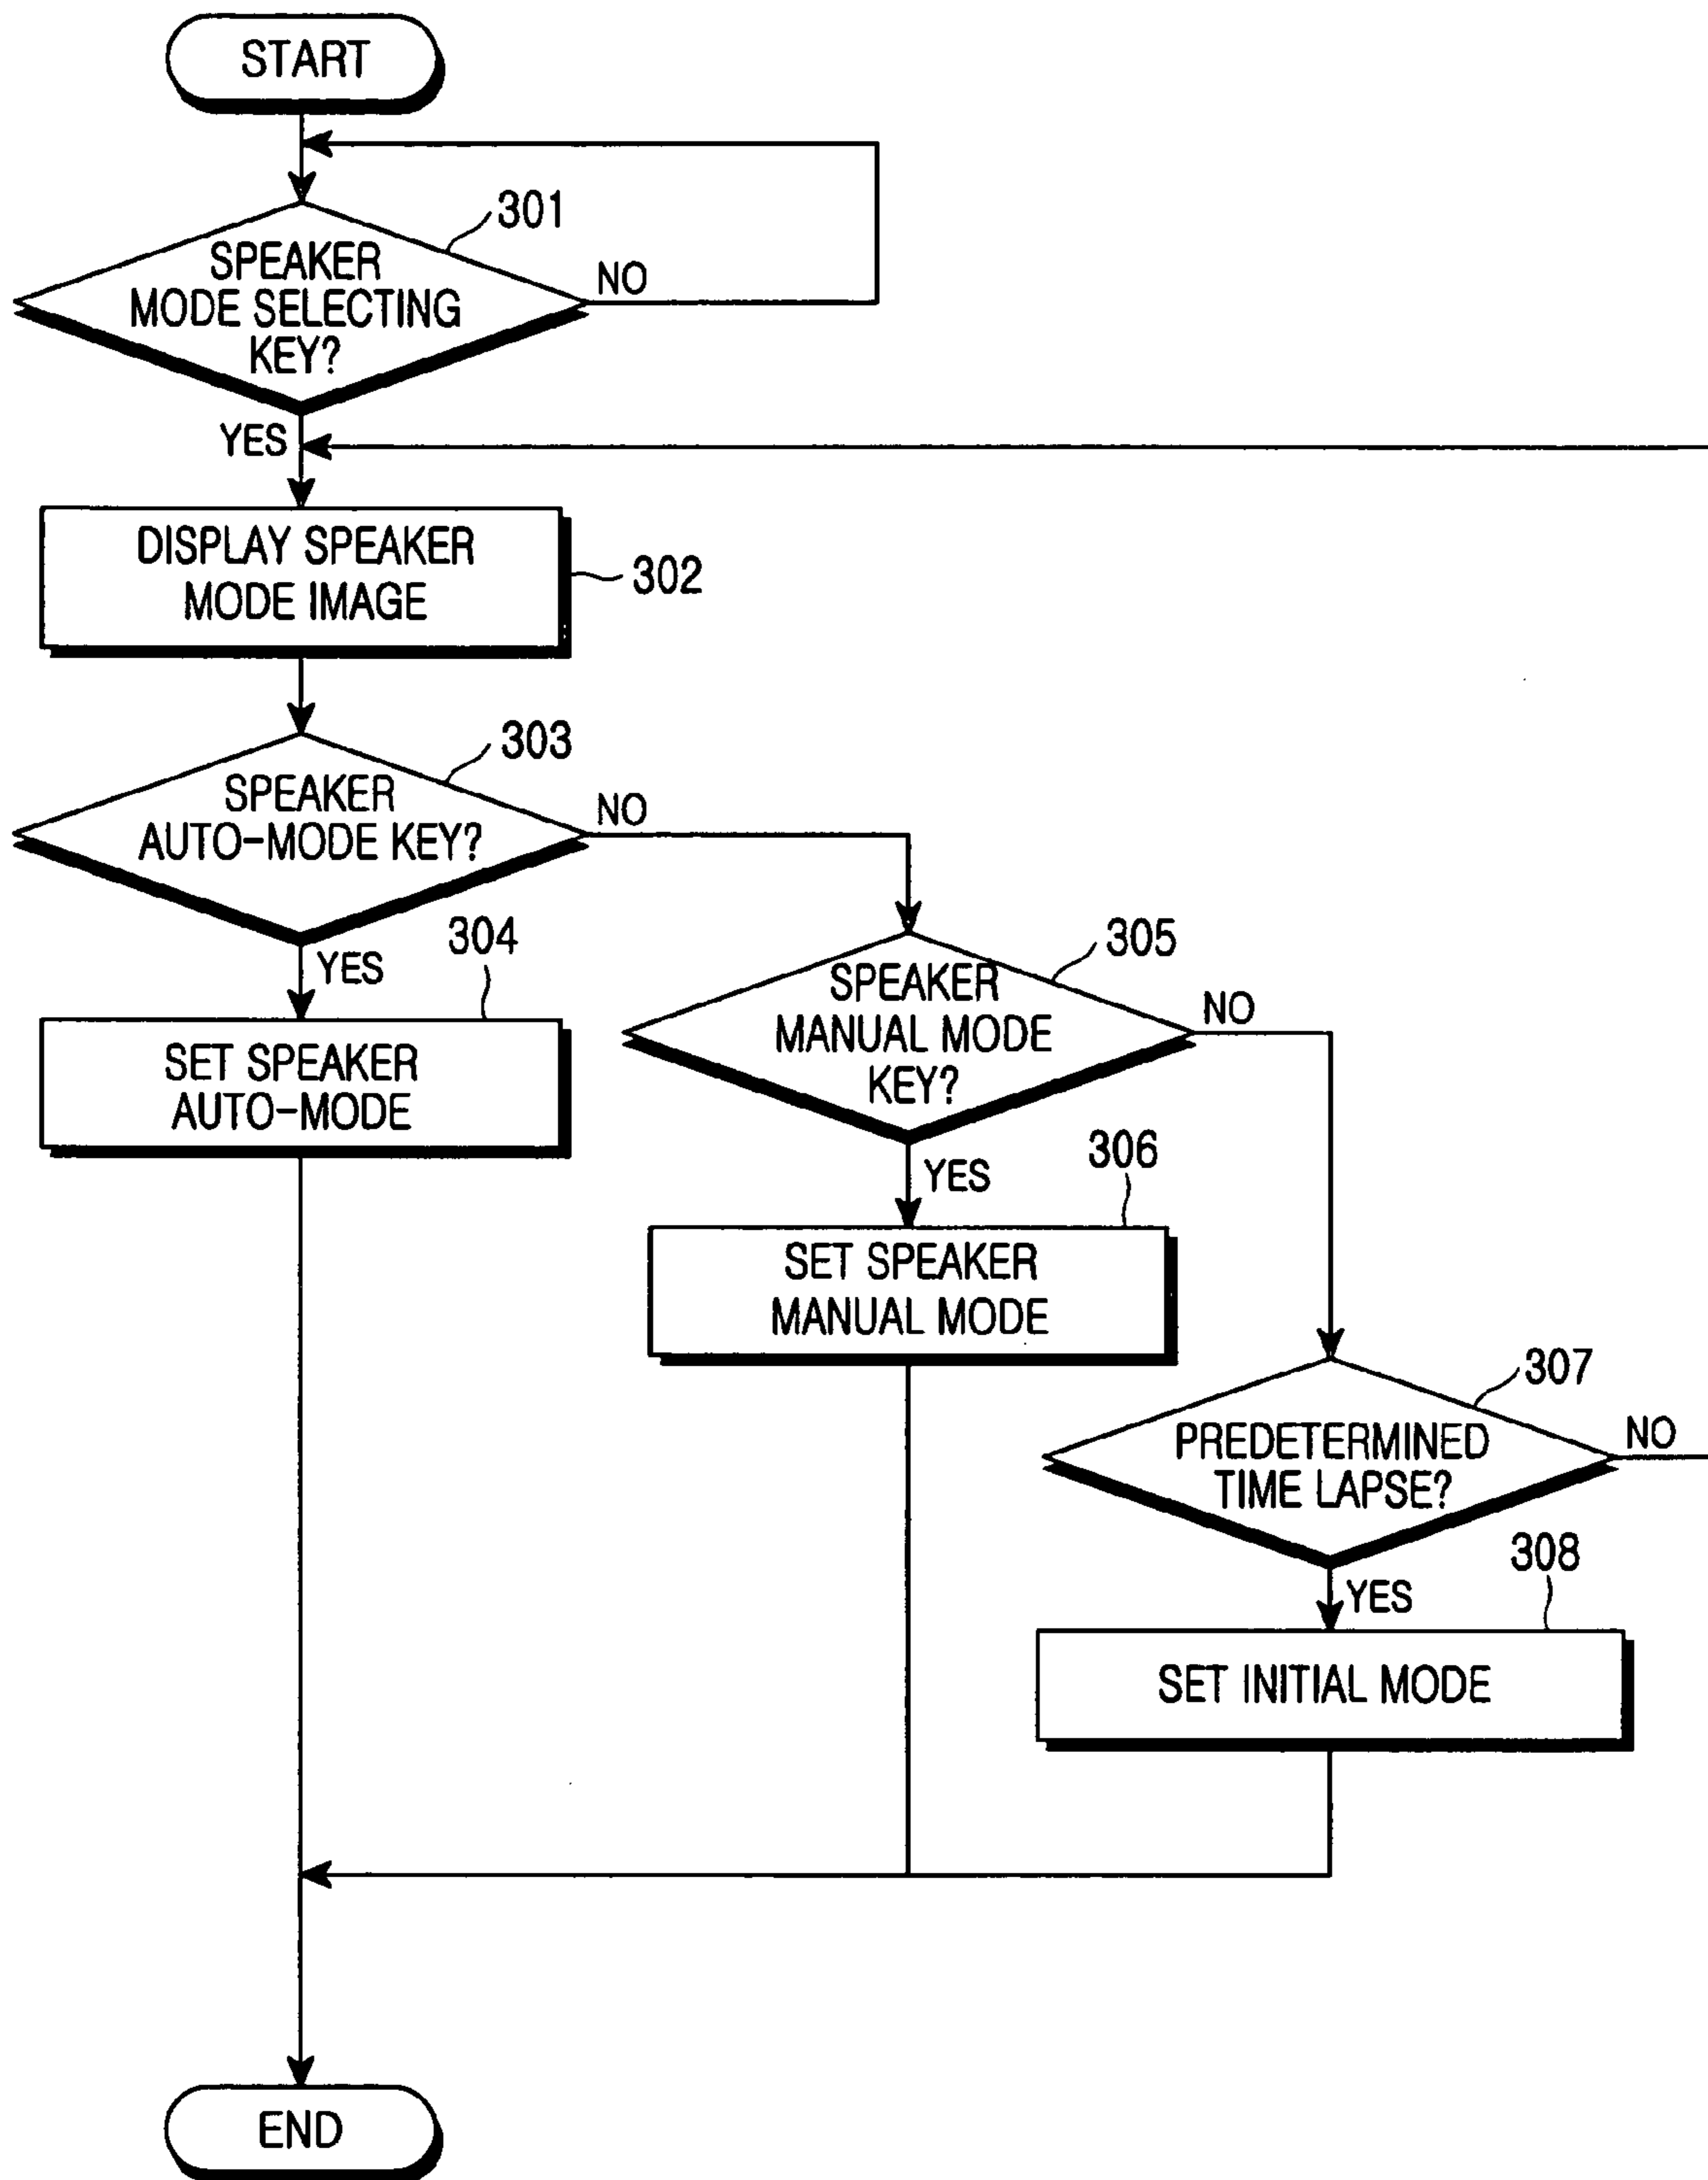 START
301
SPEAKER
MODE SELECTING
KEY?
NO
YES
DISPLAY SPEAKER
MODE IMAGE
302
303
SPEAKER
AUTO-MODE KEY?
NO
YES
304
SET SPEAKER
AUTO-MODE
305
SPEAKER
MANUAL MODE
KEY?
NO
YES
306
SET SPEAKER
MANUAL MODE
307
PREDETERMINED
TIME LAPSE?
NO
YES
308
SET INITIAL MODE
END